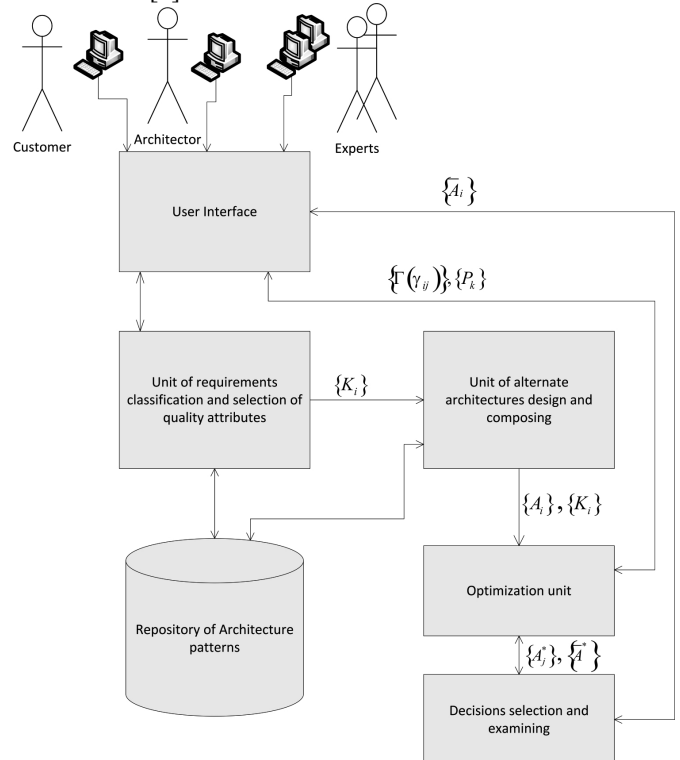 Customer
Architector
Experts
User Interface
{A̅ᵢ}
{Γ(γᵢⱼ)},{Pₖ}
Unit of requirements
classification and selection of
quality attributes
{Kᵢ}
Unit of alternate
architectures design and
composing
{Aᵢ}, {Kᵢ}
Repository of Architecture
patterns
Optimization unit
{Aⱼ*}, {A̅*}
Decisions selection and
examining